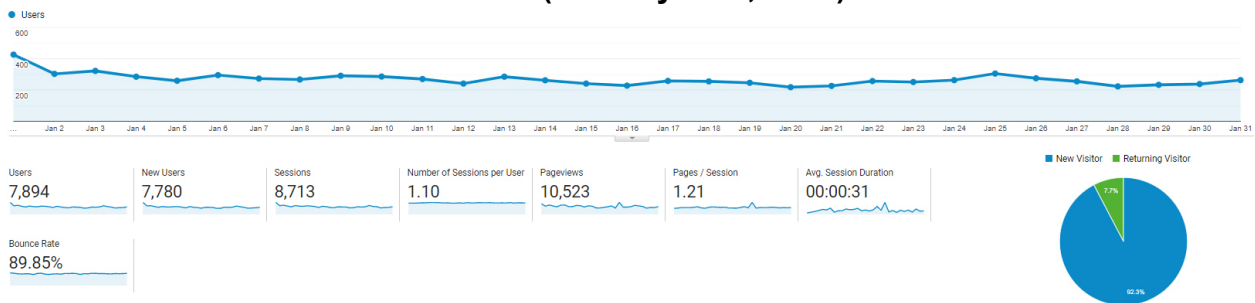 Users
600
400
200
... Jan 2 Jan 3 Jan 4 Jan 5 Jan 6 Jan 7 Jan 8 Jan 9 Jan 10 Jan 11 Jan 12 Jan 13 Jan 14 Jan 15 Jan 16 Jan 17 Jan 18 Jan 19 Jan 20 Jan 21 Jan 22 Jan 23 Jan 24 Jan 25 Jan 26 Jan 27 Jan 28 Jan 29 Jan 30 Jan 31
New Visitor Returning Visitor
Users New Users Sessions Number of Sessions per User Pageviews Pages / Session Avg. Session Duration
7,894 7,780 8,713 1.10 10,523 1.21 00:00:31
7.7%
Bounce Rate
89.85%
92.3%